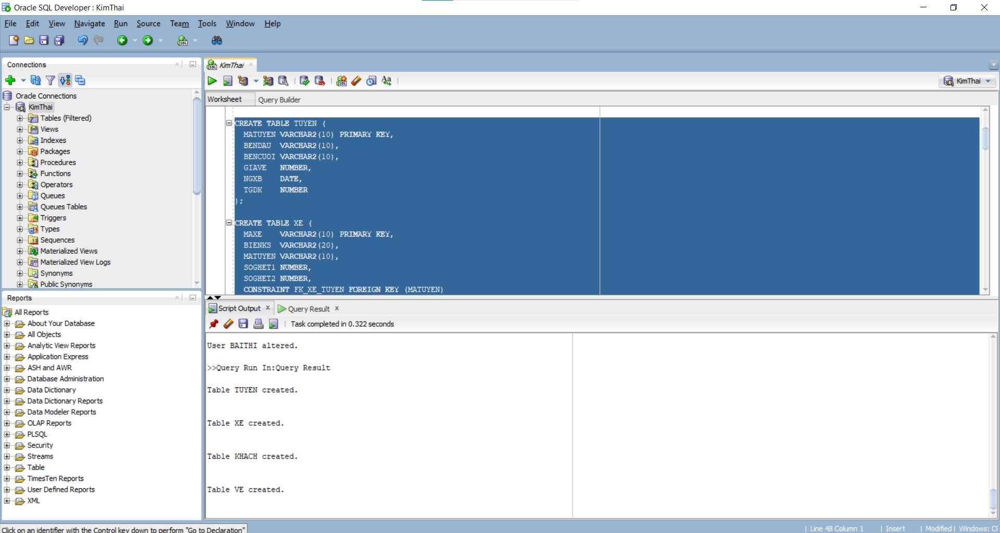 Oracle SQL Developer : KimThai
File Edit View Navigate Run Source Team Tools Window Help
Connections
Oracle Connections
KimThai
Tables (Filtered)
Views
Indexes
Packages
Procedures
Functions
Operators
Queues
Queues Tables
Triggers
Types
Sequences
Materialized Views
Materialized View Logs
Synonyms
Public Synonyms
Reports
All Reports
About Your Database
All Objects
Analytic View Reports
Application Express
ASH and AWR
Database Administration
Data Dictionary
Data Dictionary Reports
Data Modeler Reports
OLAP Reports
PLSQL
Security
Streams
Table
TimesTen Reports
User Defined Reports
XML
KimThai
KimThai
Worksheet Query Builder
CREATE TABLE TUYEN (
MATUYEN VARCHAR2(10) PRIMARY KEY,
BENDAU VARCHAR2(10),
BENCUOI VARCHAR2(10),
GIAVE NUMBER,
NGXB DATE,
TGDK NUMBER
);
CREATE TABLE XE (
MAXE VARCHAR2(10) PRIMARY KEY,
BIENKS VARCHAR2(20),
MATUYEN VARCHAR2(10),
SOGHET1 NUMBER,
SOGHET2 NUMBER,
CONSTRAINT FK_XE_TUYEN FOREIGN KEY (MATUYEN)
Script Output Query Result
Task completed in 0.322 seconds
User BAITHI altered.
>>Query Run In:Query Result
Table TUYEN created.
Table XE created.
Table KHACH created.
Table VE created.
Click on an identifier with the Control key down to perform "Go to Declaration"
Line 48 Column 1 | Insert | Modified | Windows: